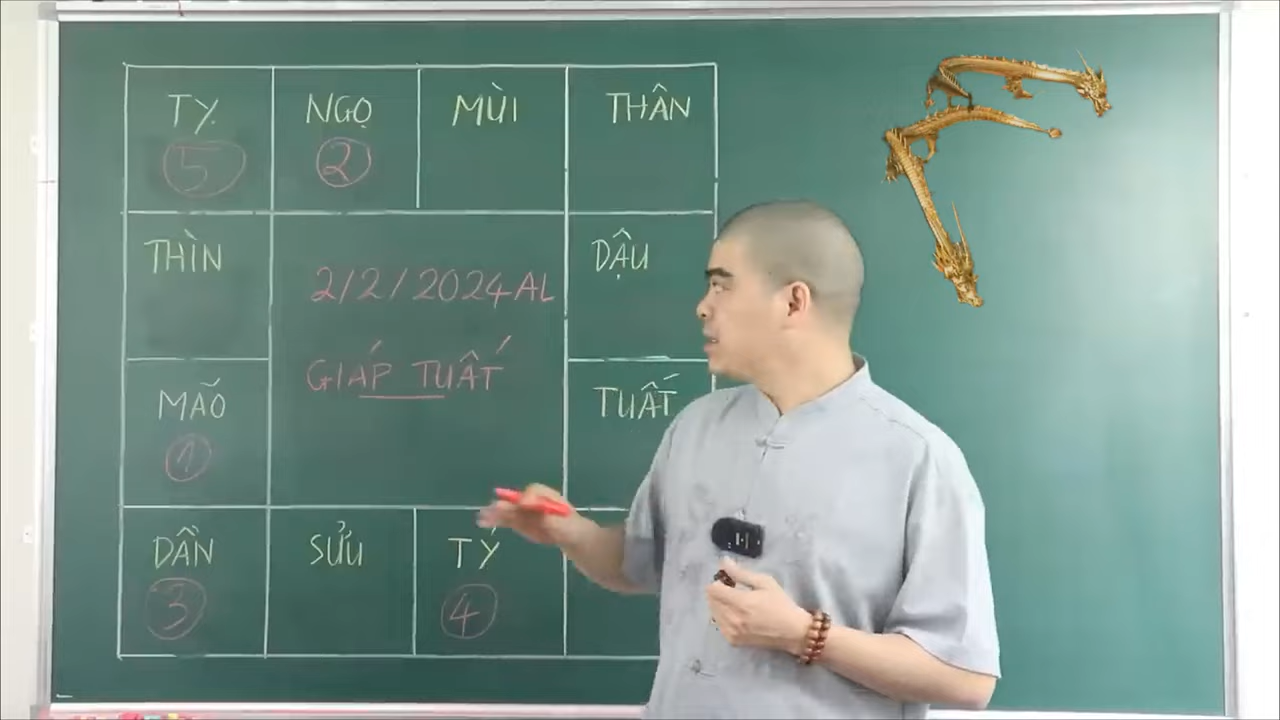 TỴ NGỌ MÙI THÂN
5 2
THÌN DẬU
2/2/2024 AL
GIÁP TUẤT
MÃO TUẤT
1
DẦN SỬU TÝ
3 4